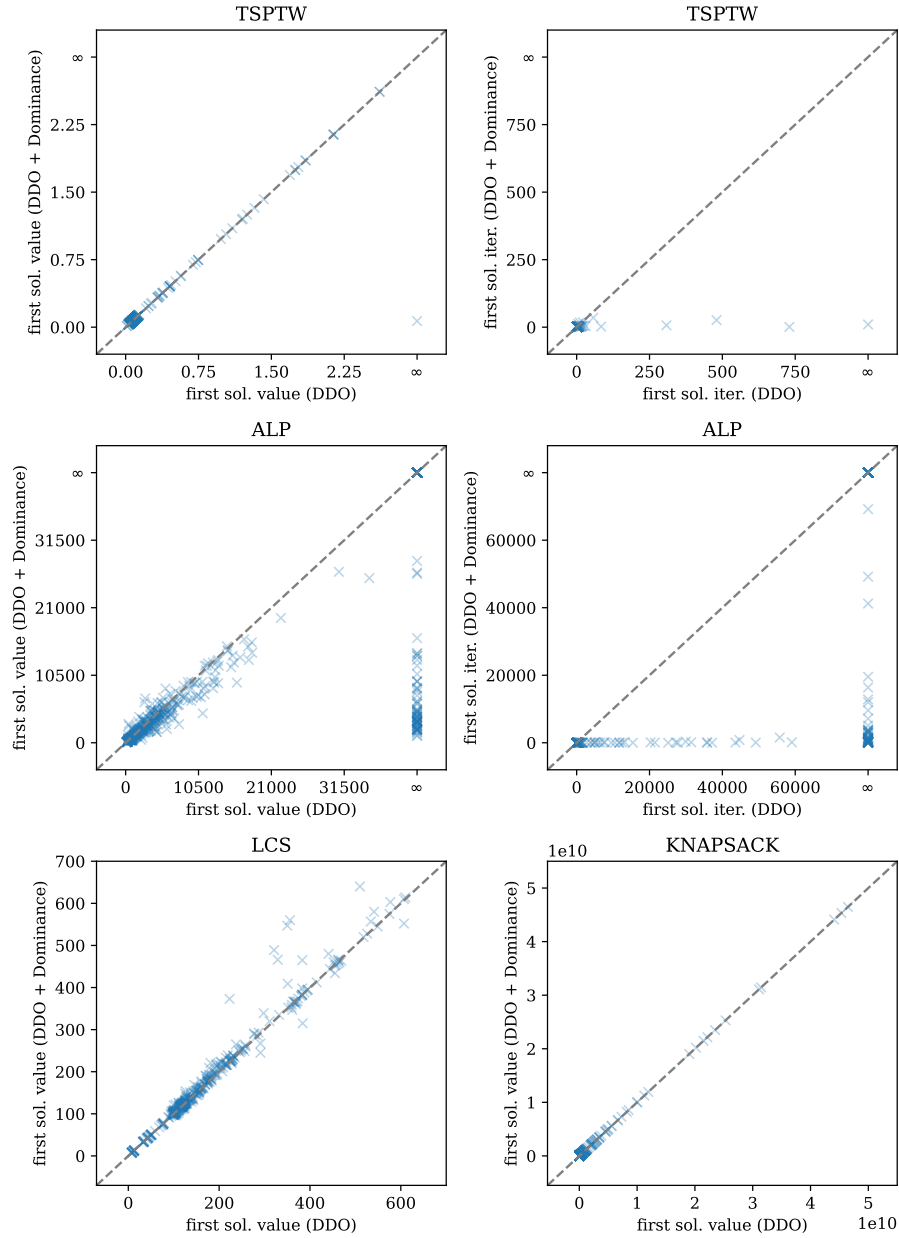 TSPTW
first sol. value (DDO + Dominance)
∞
2.25
1.50
0.75
0.00
0.00 0.75 1.50 2.25 ∞
first sol. value (DDO)
TSPTW
first sol. iter. (DDO + Dominance)
∞
750
500
250
0
0 250 500 750 ∞
first sol. iter. (DDO)
ALP
first sol. value (DDO + Dominance)
∞
31500
21000
10500
0
0 10500 21000 31500 ∞
first sol. value (DDO)
ALP
first sol. iter. (DDO + Dominance)
∞
60000
40000
20000
0
0 20000 40000 60000 ∞
first sol. iter. (DDO)
LCS
first sol. value (DDO + Dominance)
700
600
500
400
300
200
100
0
0 200 400 600
first sol. value (DDO)
KNAPSACK
1e10
first sol. value (DDO + Dominance)
5
4
3
2
1
0
0 1 2 3 4 5
first sol. value (DDO)
1e10